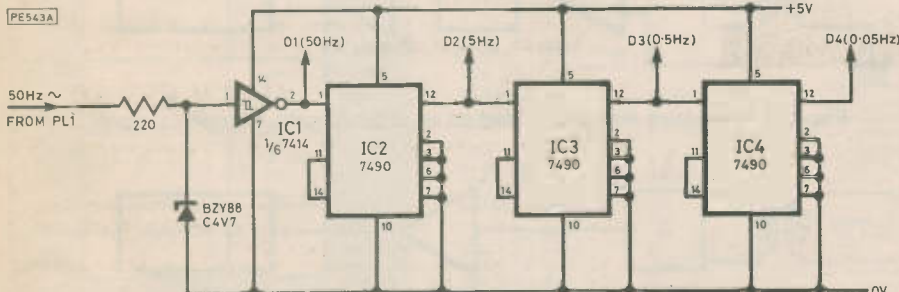 PE543A
+5V
D1(50Hz) D2(5Hz) D3(0.5Hz) D4(0.05Hz)
50Hz ~
FROM PL1
220
1 14 2 7
IC1
1/6 7414
BZY88
C4V7
5 1 12 2 3 6 7 11 14 10
IC2
7490
5 1 12 2 3 6 7 11 14 10
IC3
7490
5 1 12 2 3 6 7 11 14 10
IC4
7490
0V